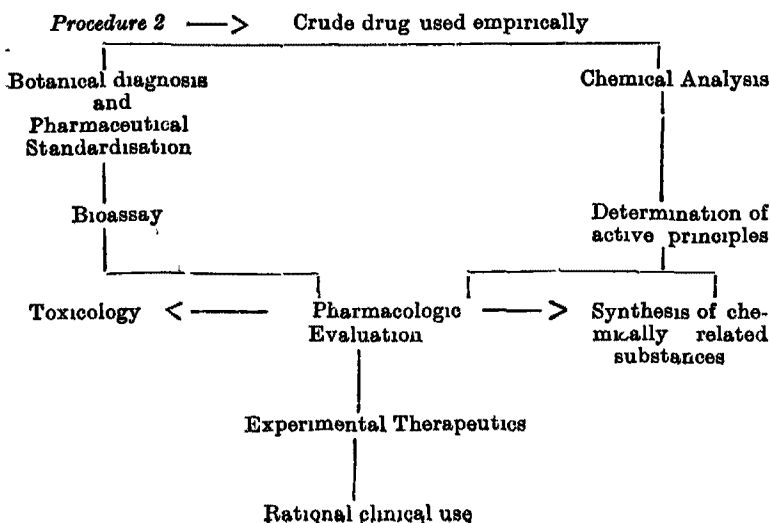 Procedure 2 —> Crude drug used empirically
Botanical diagnosis
and
Pharmaceutical
Standardisation
Chemical Analysis
Bioassay
Determination of
active principles
Toxicology <— Pharmacologic —> Synthesis of che-
Evaluation mically related
substances
Experimental Therapeutics
Rational clinical use